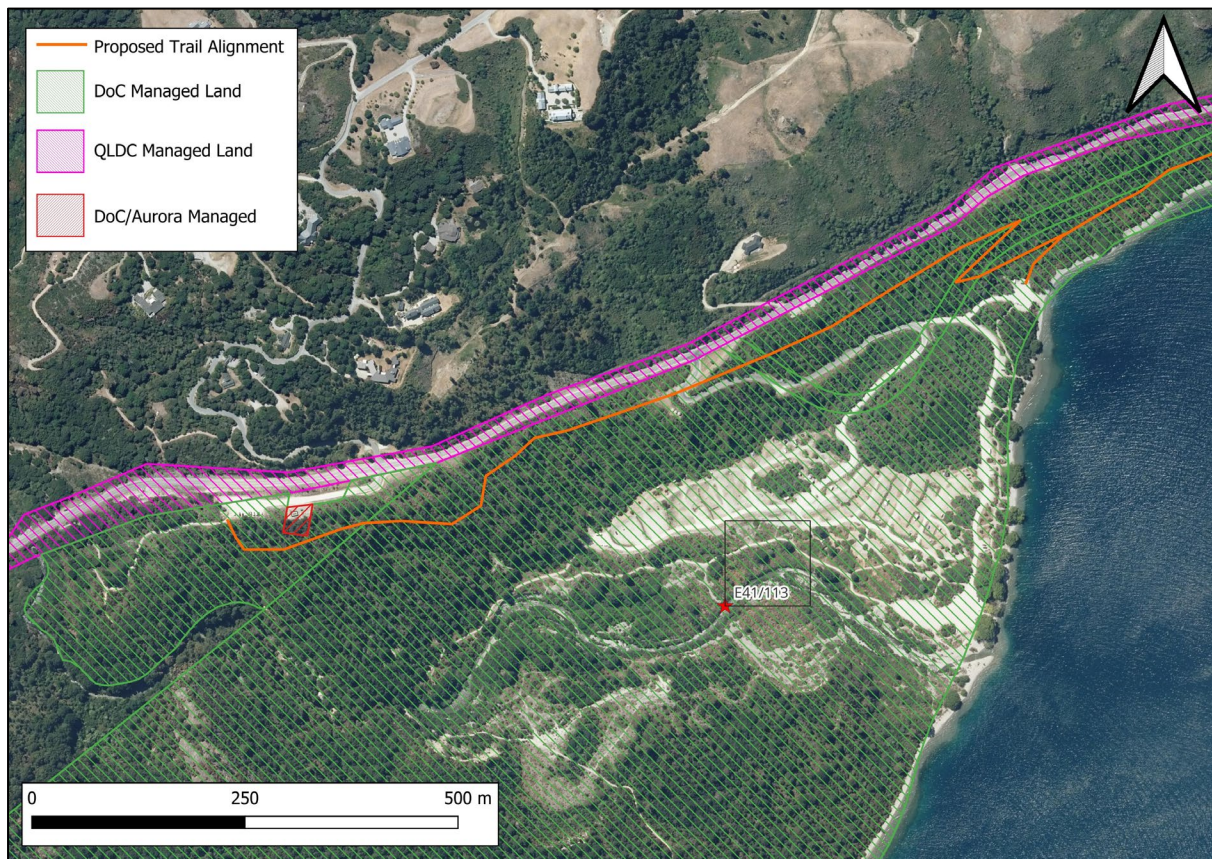 Proposed Trail Alignment
DoC Managed Land
QLDC Managed Land
DoC/Aurora Managed
E41/113
0 250 500 m